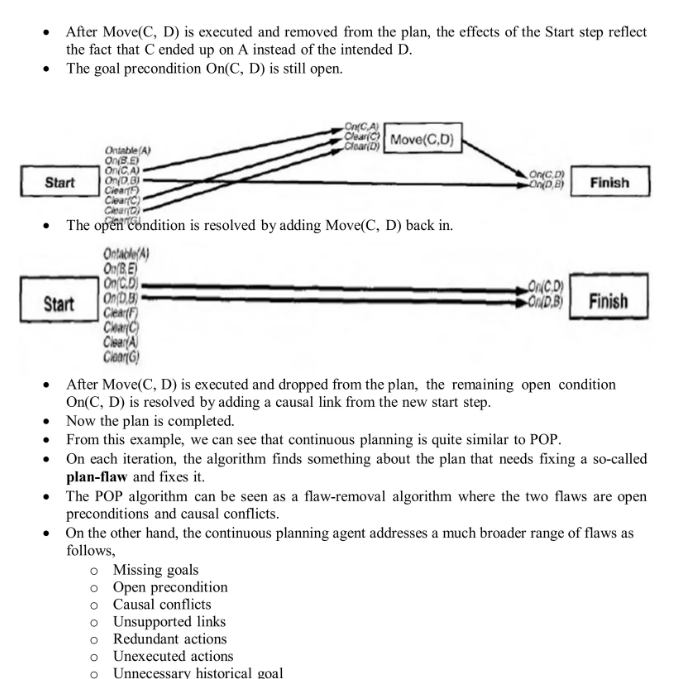 • After Move(C, D) is executed and removed from the plan, the effects of the Start step reflect
the fact that C ended up on A instead of the intended D.
• The goal precondition On(C, D) is still open.
Ontable(A)
On(B,E)
On(C,A)
On(D,B)
Clear(F)
Clear(C)
Clear(D)
Clear(G)
Start
On(C,A)
Clear(C)
Clear(D)
Move(C,D)
On(C,D)
On(D,B)
Finish
• The open condition is resolved by adding Move(C, D) back in.
Ontable(A)
On(B,E)
On(C,D)
On(D,B)
Clear(F)
Clear(C)
Clear(A)
Clear(G)
Start
On(C,D)
On(D,B)
Finish
• After Move(C, D) is executed and dropped from the plan, the remaining open condition
On(C, D) is resolved by adding a causal link from the new start step.
• Now the plan is completed.
• From this example, we can see that continuous planning is quite similar to POP.
• On each iteration, the algorithm finds something about the plan that needs fixing a so-called
plan-flaw and fixes it.
• The POP algorithm can be seen as a flaw-removal algorithm where the two flaws are open
preconditions and causal conflicts.
• On the other hand, the continuous planning agent addresses a much broader range of flaws as
follows,
o Missing goals
o Open precondition
o Causal conflicts
o Unsupported links
o Redundant actions
o Unexecuted actions
o Unnecessary historical goal